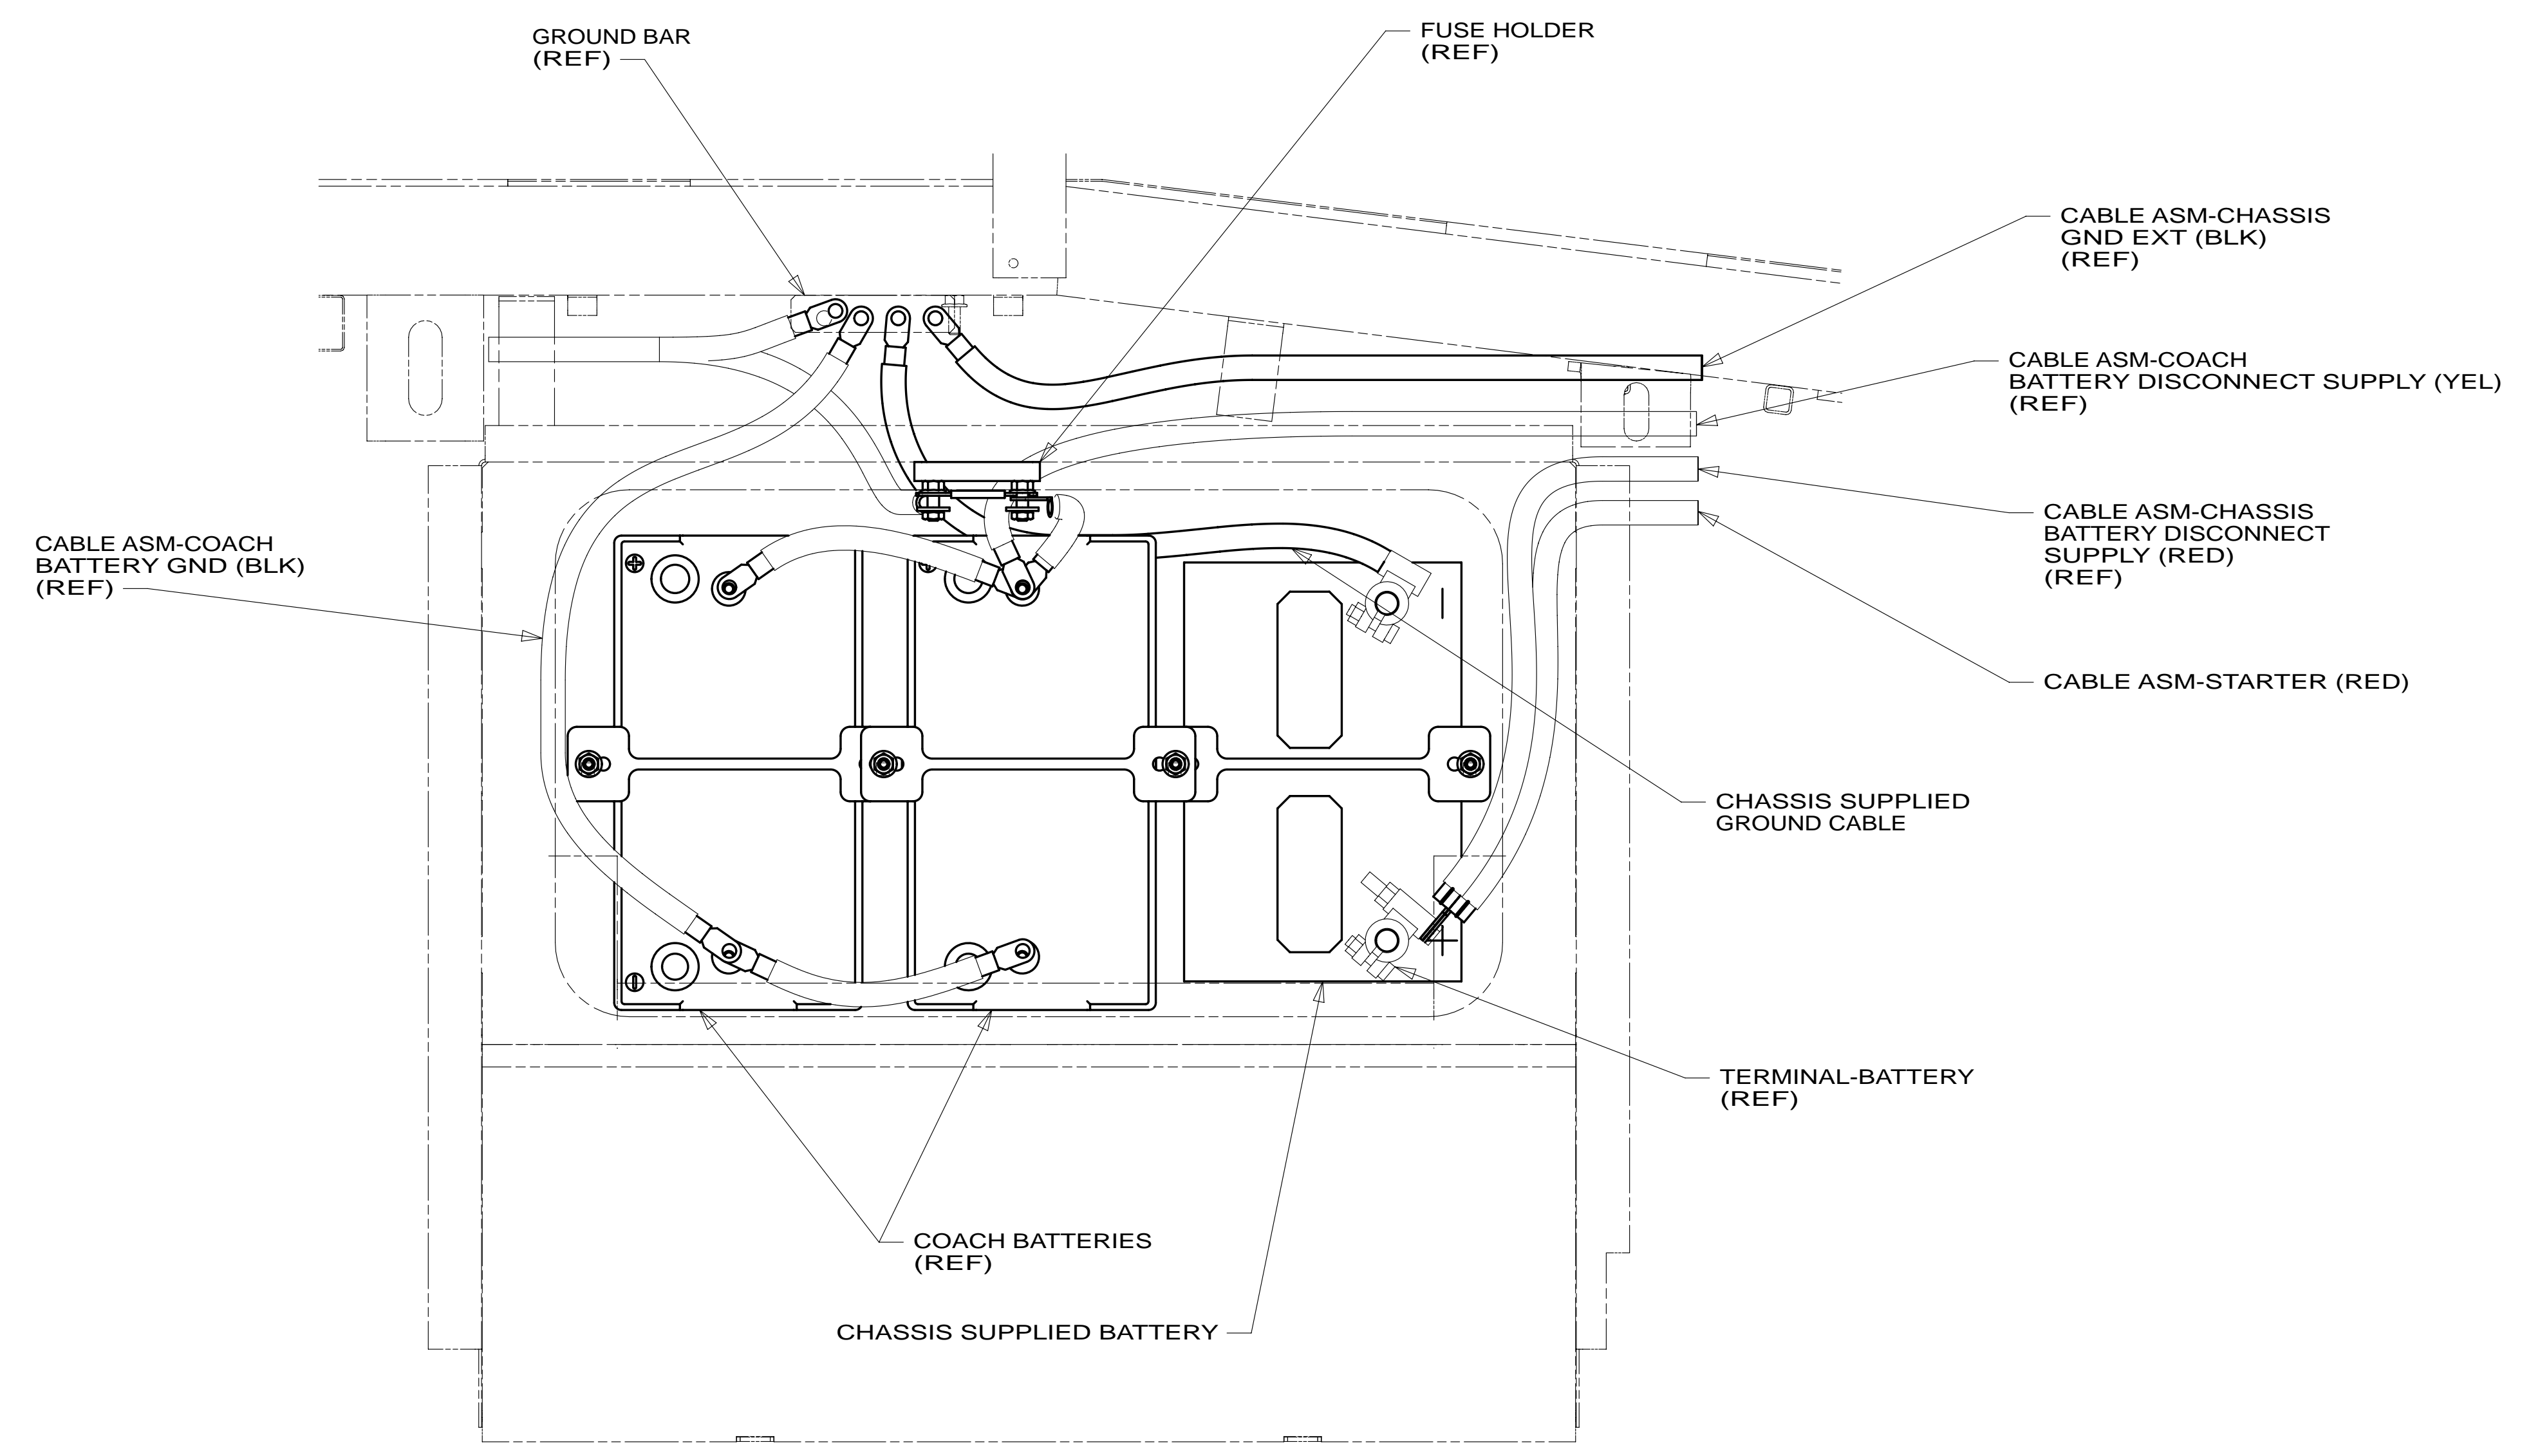 GROUND BAR
(REF)
FUSE HOLDER
(REF)
CABLE ASM-CHASSIS
GND EXT (BLK)
(REF)
CABLE ASM-COACH
BATTERY DISCONNECT SUPPLY (YEL)
(REF)
CABLE ASM-CHASSIS
BATTERY DISCONNECT
SUPPLY (RED)
(REF)
CABLE ASM-COACH
BATTERY GND (BLK)
(REF)
CABLE ASM-STARTER (RED)
CHASSIS SUPPLIED
GROUND CABLE
TERMINAL-BATTERY
(REF)
COACH BATTERIES
(REF)
CHASSIS SUPPLIED BATTERY